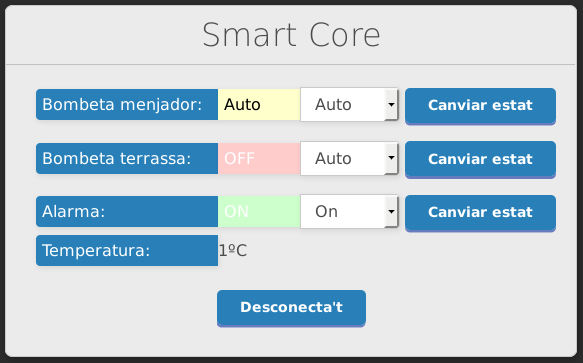 Smart Core
Bombeta menjador: Auto Auto Canviar estat
Bombeta terrassa: OFF Auto Canviar estat
Alarma: ON On Canviar estat
Temperatura: 1ºC
Desconecta't